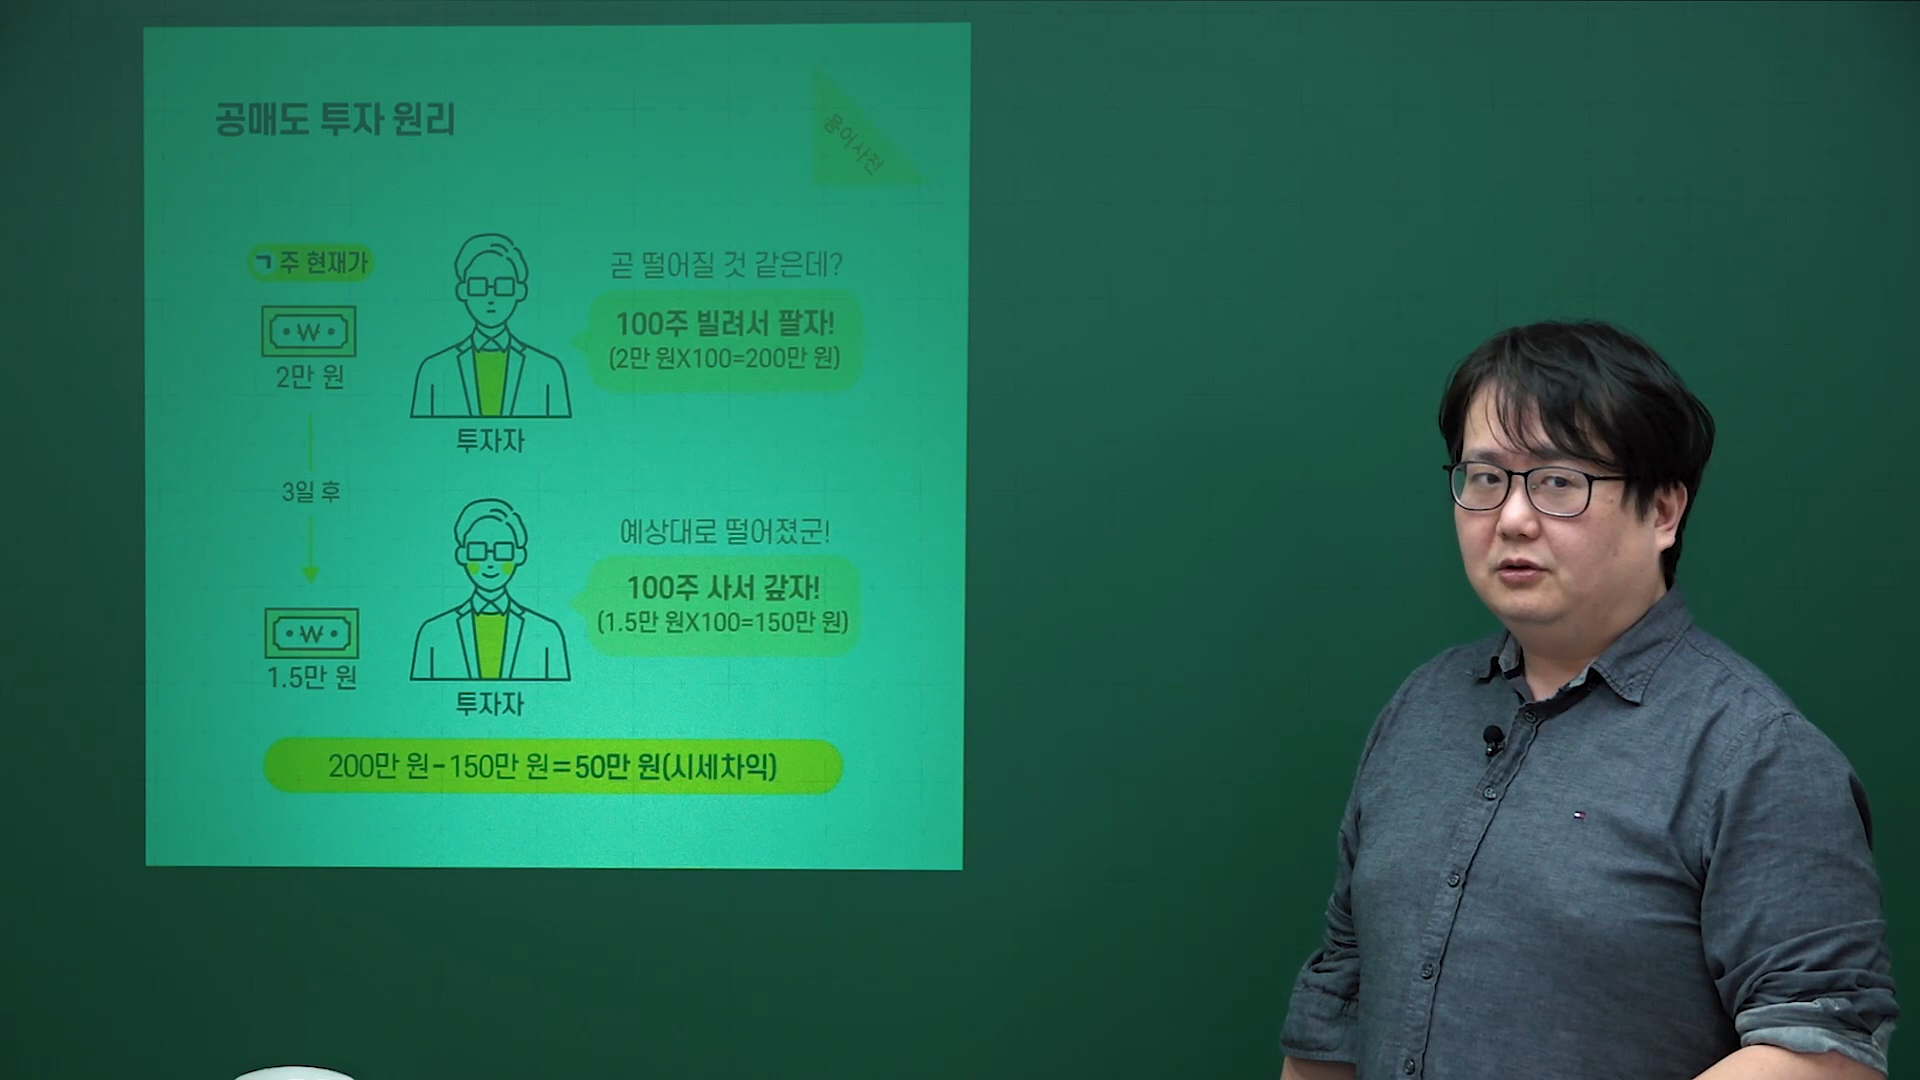 공매도 투자 원리
용어사전
ㄱ주 현재가
곧 떨어질 것 같은데?
100주 빌려서 팔자!
(2만 원X100=200만 원)
W
2만 원
투자자
3일 후
예상대로 떨어졌군!
100주 사서 갚자!
(1.5만 원X100=150만 원)
W
1.5만 원
투자자
200만 원-150만 원=50만 원(시세차익)